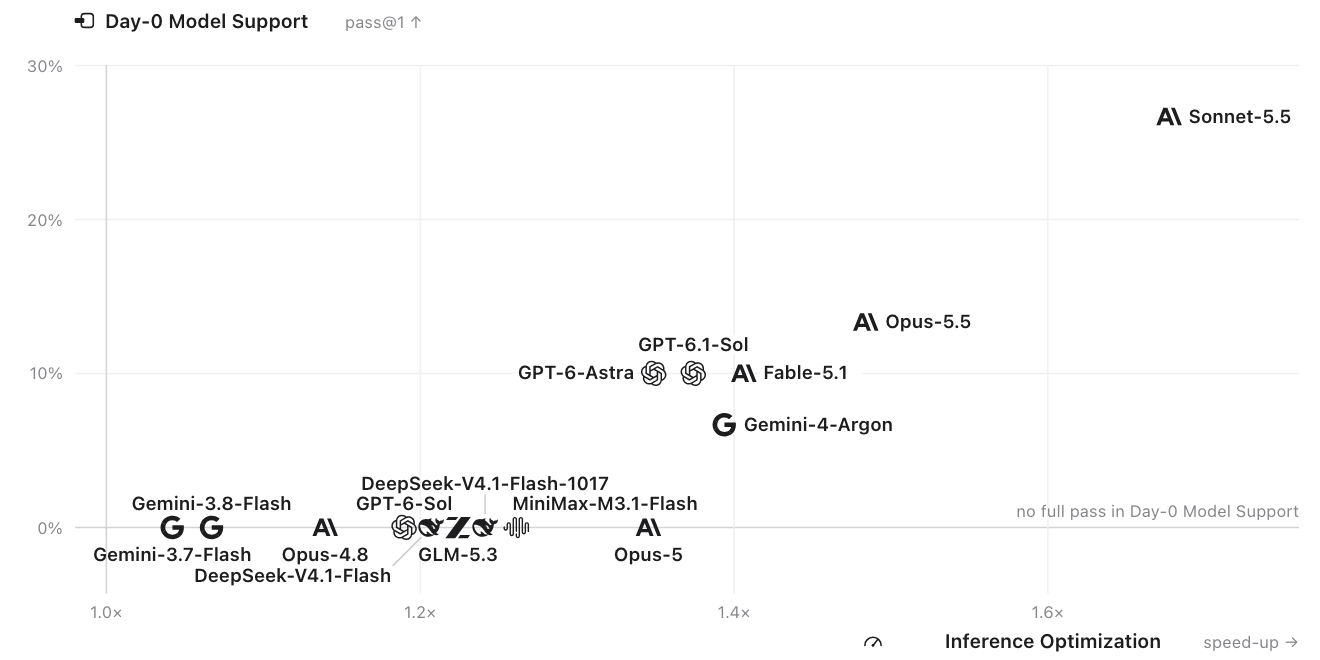 Day-0 Model Support pass@1 ↑
30%
Sonnet-5.5
20%
Opus-5.5
GPT-6.1-Sol
10%
GPT-6-Astra
Fable-5.1
Gemini-4-Argon
DeepSeek-V4.1-Flash-1017
Gemini-3.8-Flash
GPT-6-Sol
MiniMax-M3.1-Flash
no full pass in Day-0 Model Support
0%
Gemini-3.7-Flash
Opus-4.8
GLM-5.3
Opus-5
DeepSeek-V4.1-Flash
1.0×
1.2×
1.4×
1.6×
Inference Optimization speed-up →